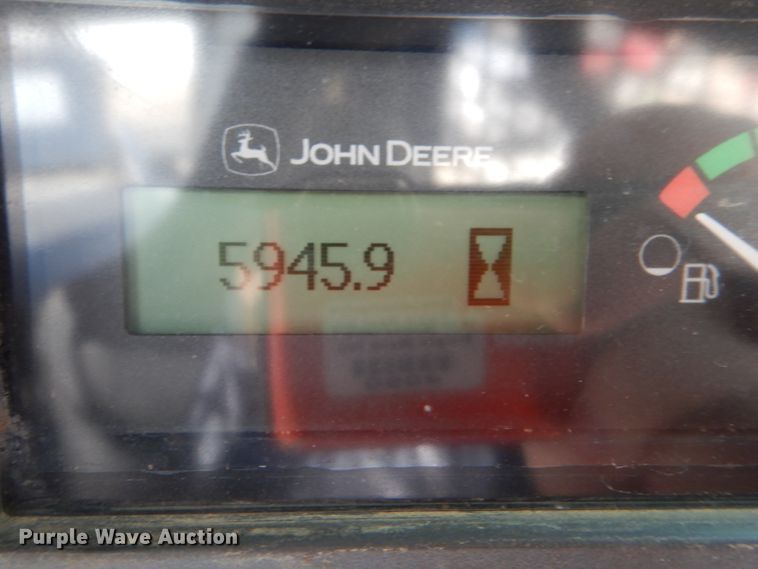 JOHN DEERE
5945.9
Purple Wave Auction